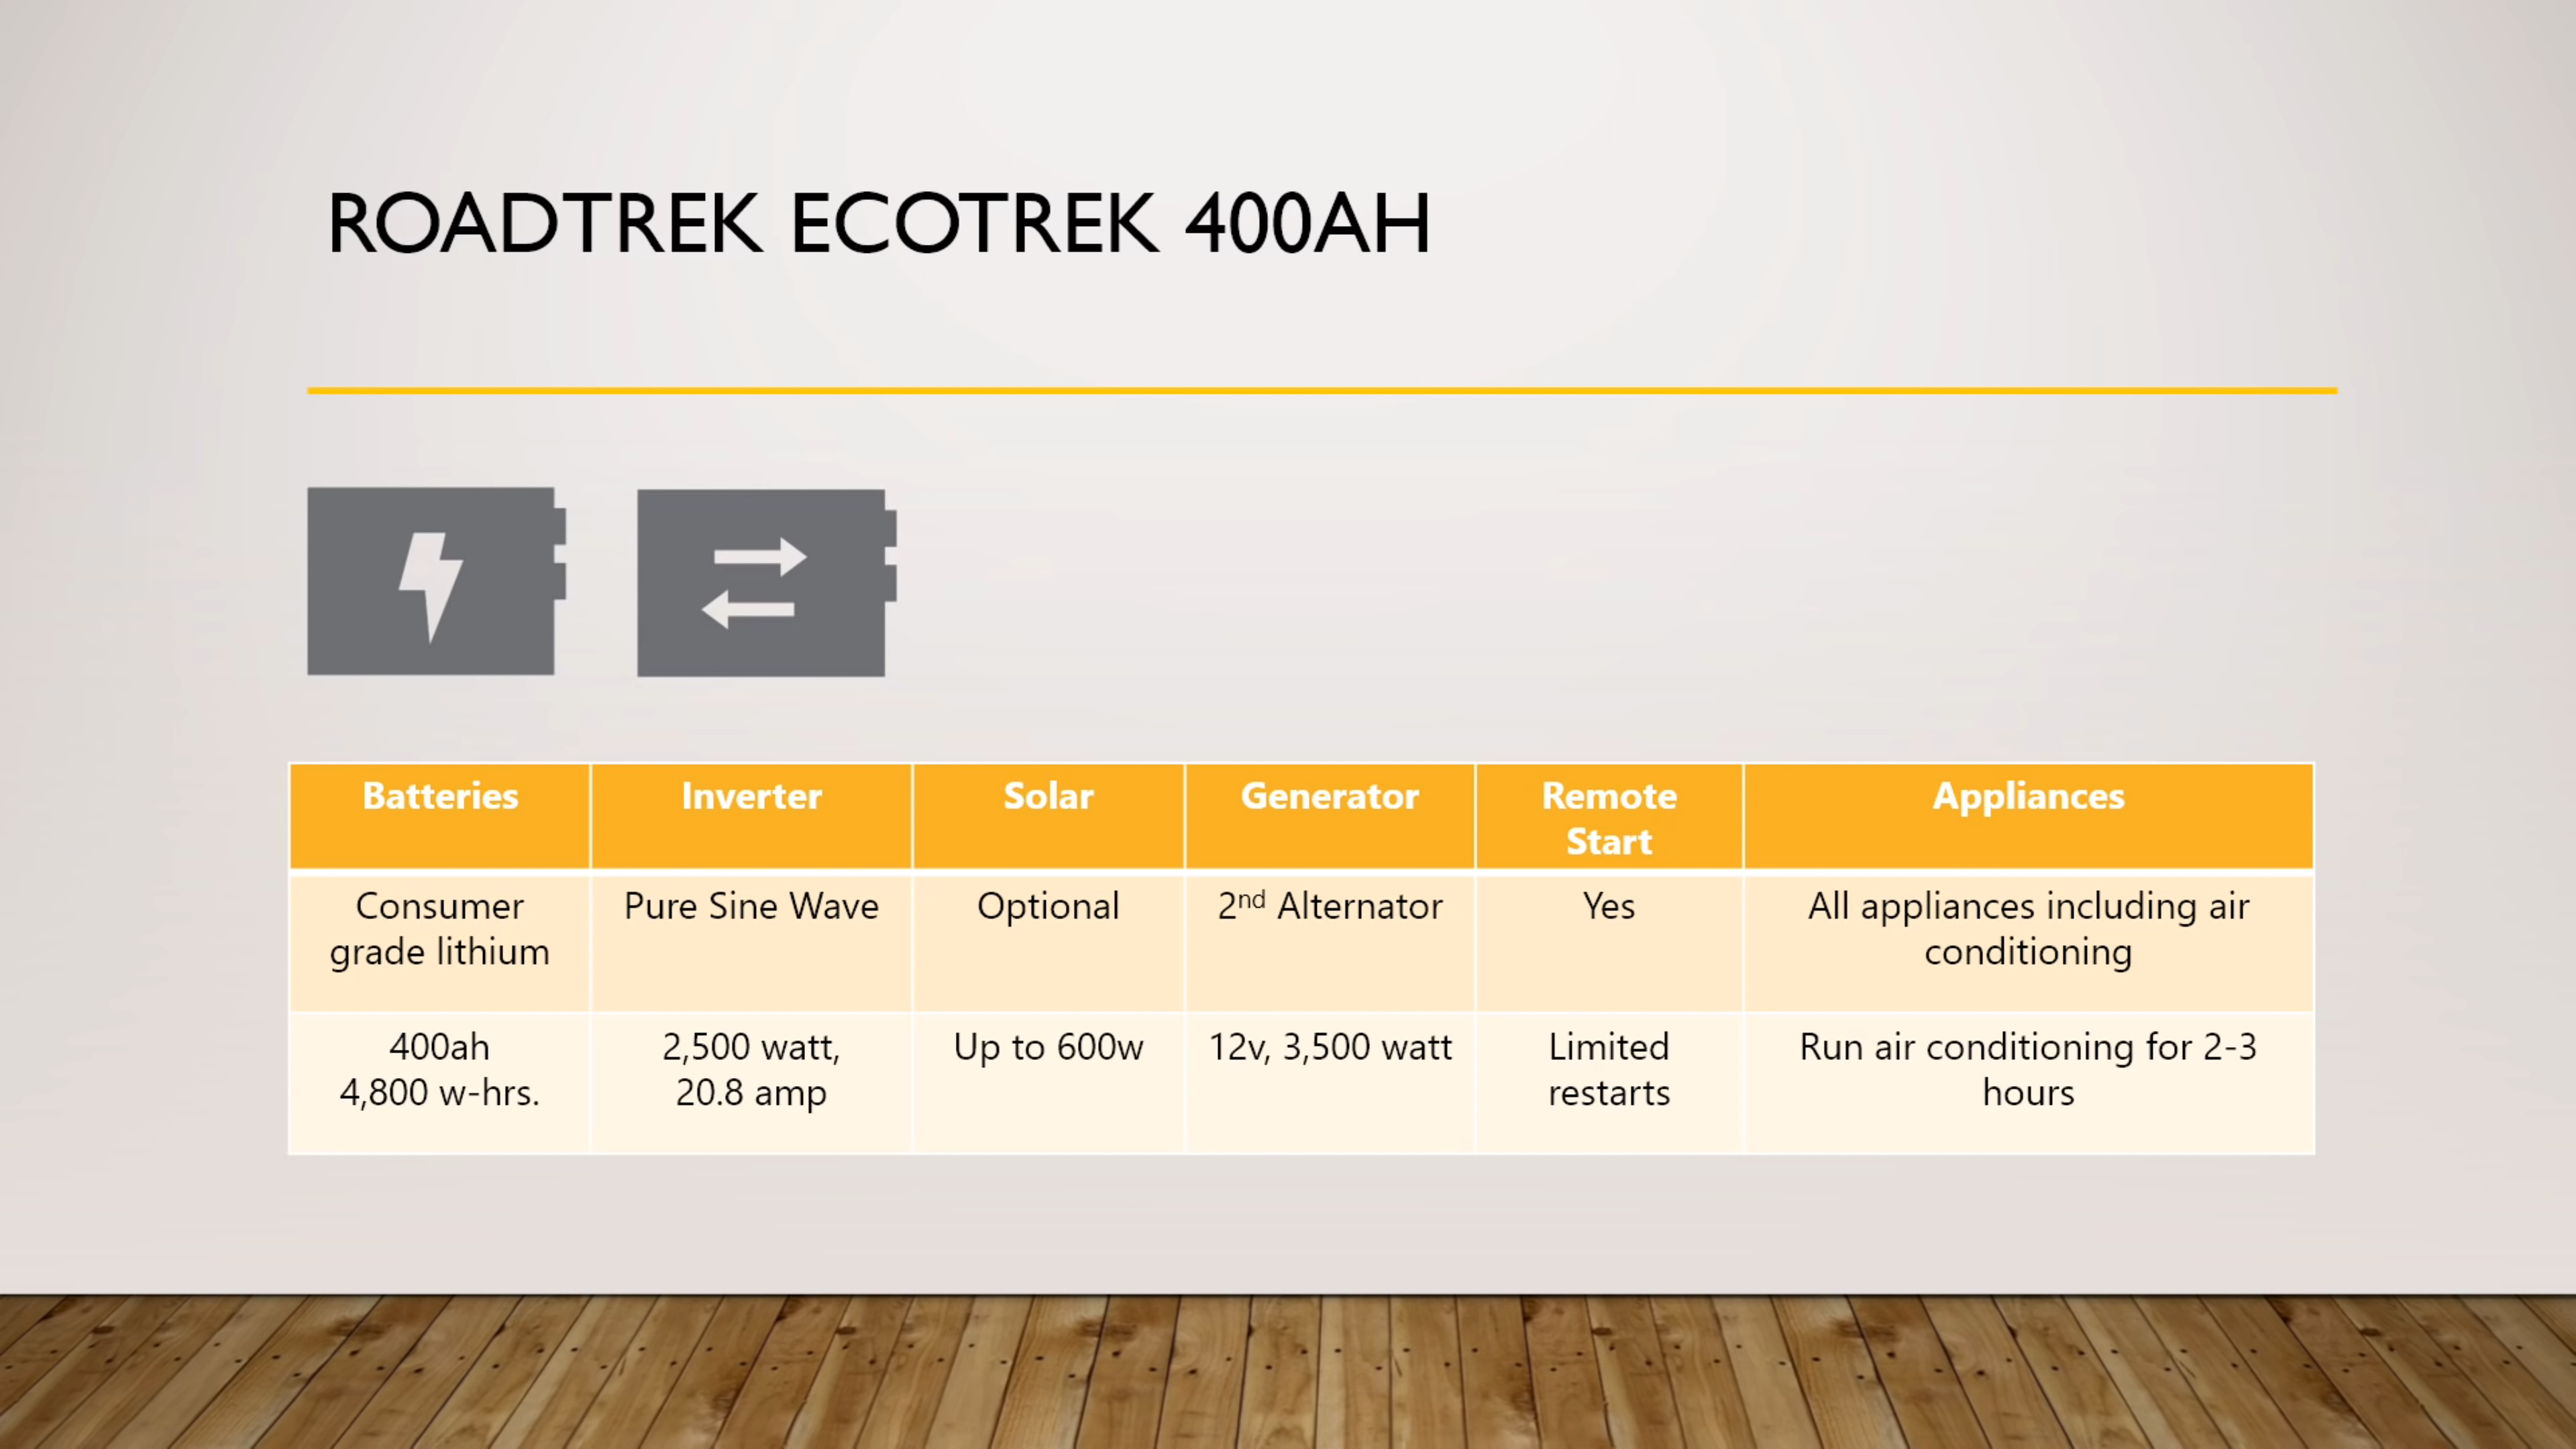 ROADTREK ECOTREK 400AH
Batteries
Inverter
Solar
Generator
Remote
Start
Appliances
Consumer
grade lithium
Pure Sine Wave
Optional
2nd Alternator
Yes
All appliances including air
conditioning
400ah
4,800 w-hrs.
2,500 watt,
20.8 amp
Up to 600w
12v, 3,500 watt
Limited
restarts
Run air conditioning for 2-3
hours